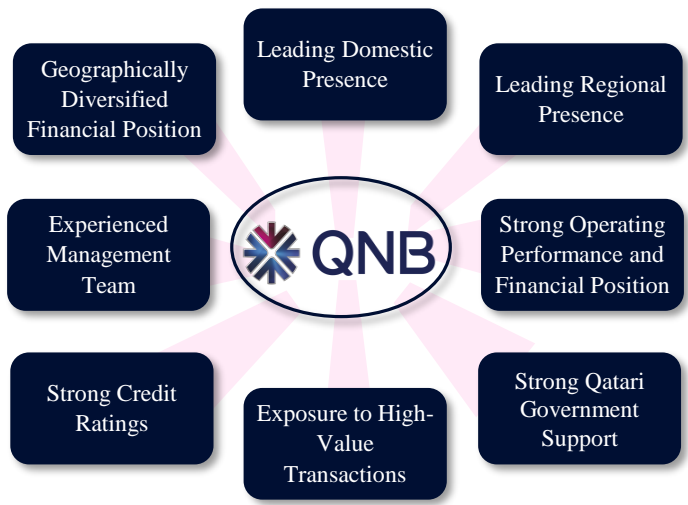 Geographically
Diversified
Financial Position
Leading Domestic
Presence
Leading Regional
Presence
Experienced
Management
Team
QNB
Strong Operating
Performance and
Financial Position
Strong Credit
Ratings
Exposure to High-
Value
Transactions
Strong Qatari
Government
Support